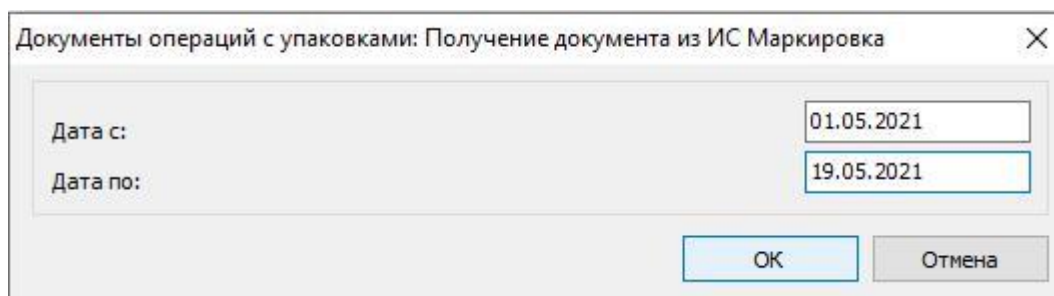 Документы операций с упаковками: Получение документа из ИС Маркировка
Дата с: 01.05.2021
Дата по: 19.05.2021
ОК Отмена